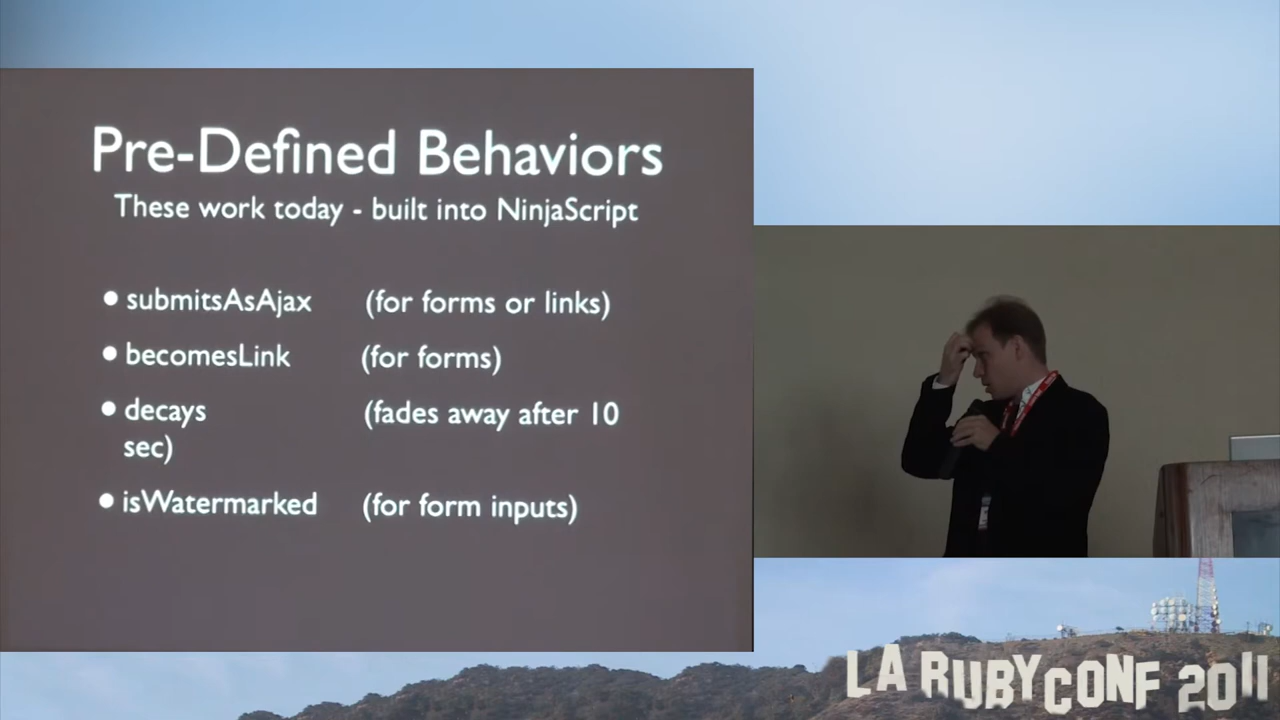 Pre-Defined Behaviors
These work today - built into NinjaScript
• submitsAsAjax (for forms or links)
• becomesLink (for forms)
• decays (fades away after 10
sec)
• isWatermarked (for form inputs)
LA RUBYCONF 2011